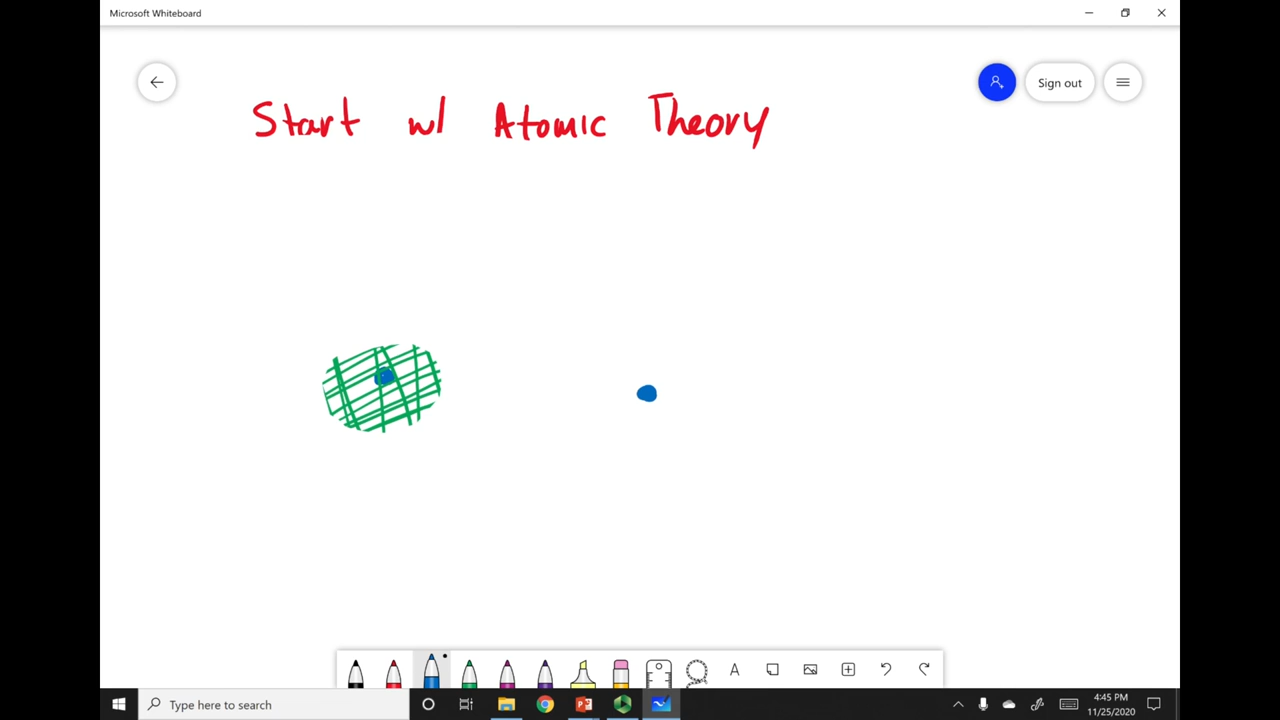 Microsoft Whiteboard
Sign out
Start w/ Atomic Theory
A
Type here to search
4:45 PM
11/25/2020